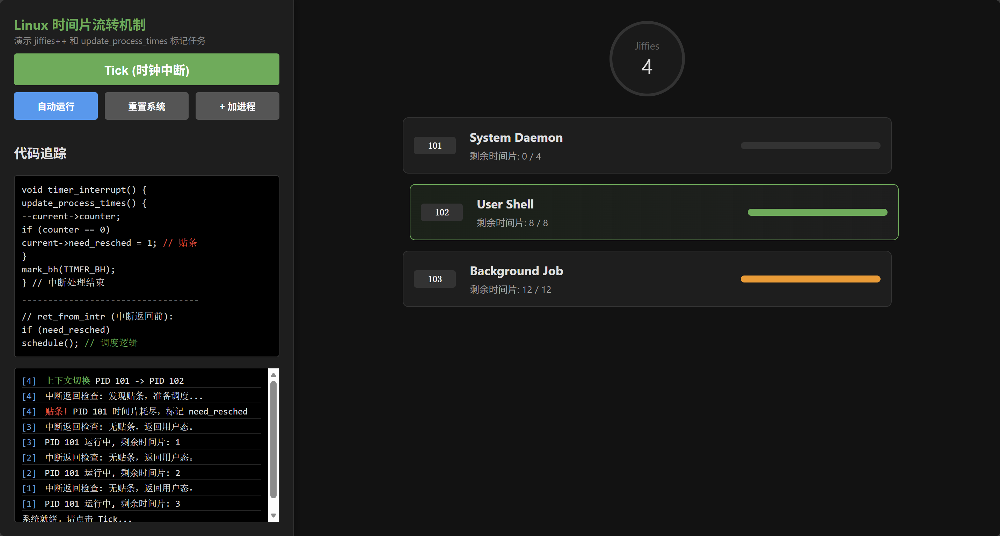 Linux 时间片流转机制
演示 jiffies++ 和 update_process_times 标记任务
Tick (时钟中断)
自动运行
重置系统
+ 加进程
代码追踪
void timer_interrupt() {
update_process_times() {
--current->counter;
if (counter == 0)
current->need_resched = 1; // 贴条
}
mark_bh(TIMER_BH);
} // 中断处理结束
----------------------------------
// ret_from_intr (中断返回前):
if (need_resched)
schedule(); // 调度逻辑
[4] 上下文切换 PID 101 -> PID 102
[4] 中断返回检查: 发现贴条，准备调度...
[4] 贴条! PID 101 时间片耗尽，标记 need_resched
[3] 中断返回检查: 无贴条，返回用户态。
[3] PID 101 运行中, 剩余时间片: 1
[2] 中断返回检查: 无贴条，返回用户态。
[2] PID 101 运行中, 剩余时间片: 2
[1] 中断返回检查: 无贴条，返回用户态。
[1] PID 101 运行中, 剩余时间片: 3
系统就绪。请点击 Tick...
Jiffies
4
101
System Daemon
剩余时间片: 0 / 4
102
User Shell
剩余时间片: 8 / 8
103
Background Job
剩余时间片: 12 / 12